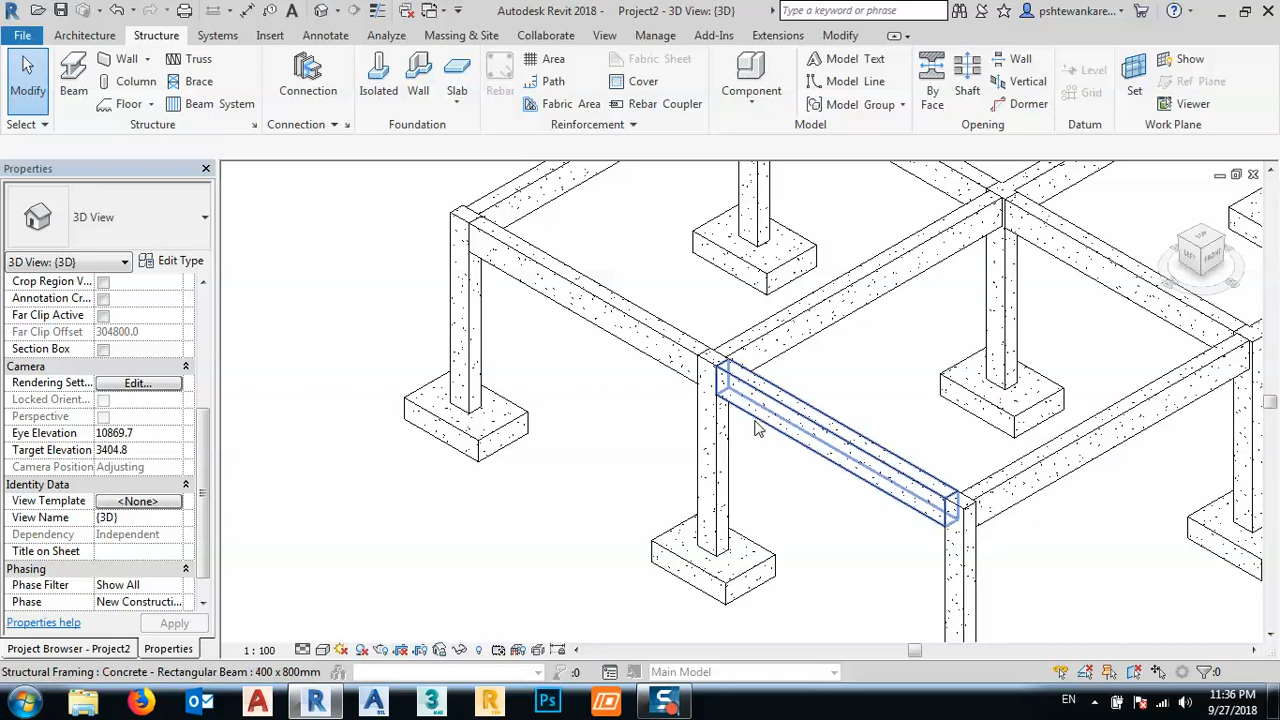 Autodesk Revit 2018 - Project2 - 3D View: {3D}
Type a keyword or phrase
pshtewankare...
File Architecture Structure Systems Insert Annotate Analyze Massing & Site Collaborate View Manage Add-Ins Extensions Modify
Modify
Select
Beam
Wall
Column
Floor
Truss
Brace
Beam System
Structure
Connection
Connection
Isolated
Wall
Slab
Foundation
Rebar
Area
Path
Fabric Area
Fabric Sheet
Cover
Rebar Coupler
Reinforcement
Component
Model Text
Model Line
Model Group
Model
By Face
Shaft
Wall
Vertical
Dormer
Opening
Level
Grid
Datum
Set
Show
Ref Plane
Viewer
Work Plane
Properties
3D View
3D View: {3D}
Edit Type
Crop Region V...
Annotation Cr...
Far Clip Active
Far Clip Offset 304800.0
Section Box
Camera
Rendering Sett... Edit...
Locked Orient...
Perspective
Eye Elevation 10869.7
Target Elevation 3404.8
Camera Position Adjusting
Identity Data
View Template <None>
View Name {3D}
Dependency Independent
Title on Sheet
Phasing
Phase Filter Show All
Phase New Constructi...
Properties help Apply
Project Browser - Project2 Properties
TOP
LEFT FRONT
1 : 100
Structural Framing : Concrete - Rectangular Beam : 400 x 800mm
:0
Main Model
:0
Ps
EN
11:36 PM
9/27/2018